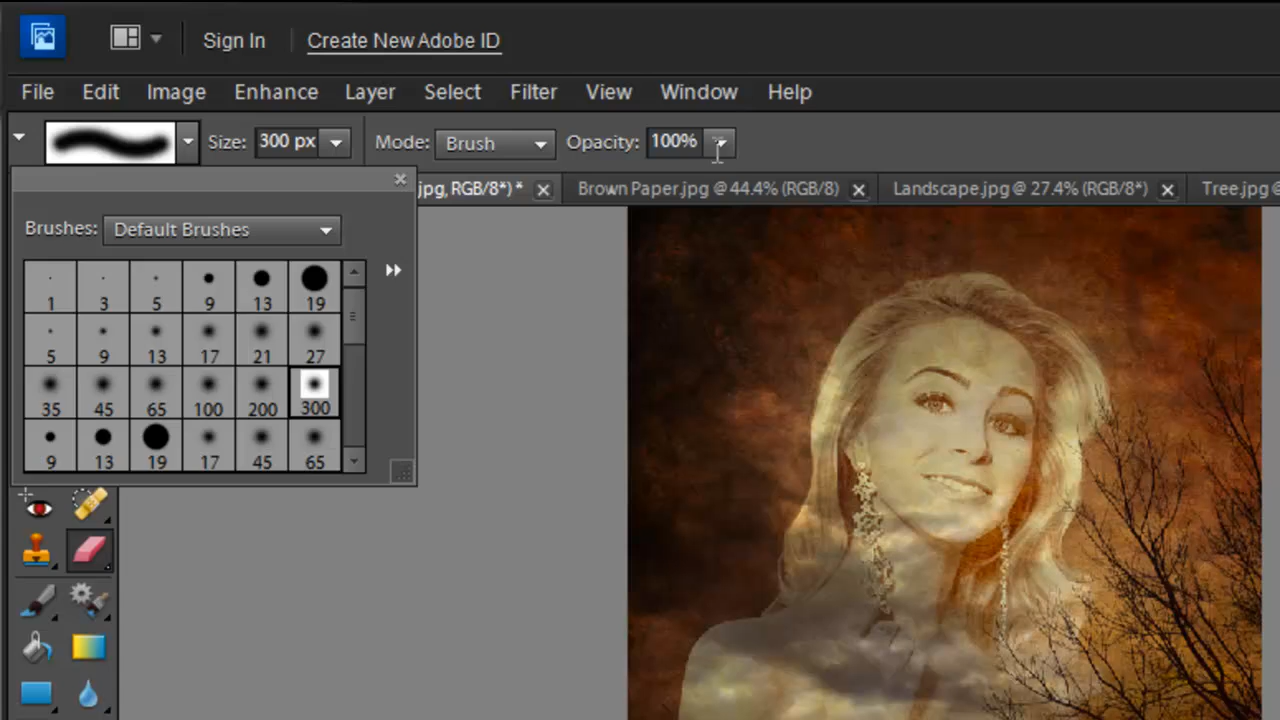 Sign In Create New Adobe ID
File Edit Image Enhance Layer Select Filter View Window Help
Size: 300 px Mode: Brush Opacity: 100%
.jpg, RGB/8*) * Brown Paper.jpg @ 44.4% (RGB/8) Landscape.jpg @ 27.4% (RGB/8*) Tree.jpg @
Brushes: Default Brushes
1 3 5 9 13 19
5 9 13 17 21 27
35 45 65 100 200 300
9 13 19 17 45 65